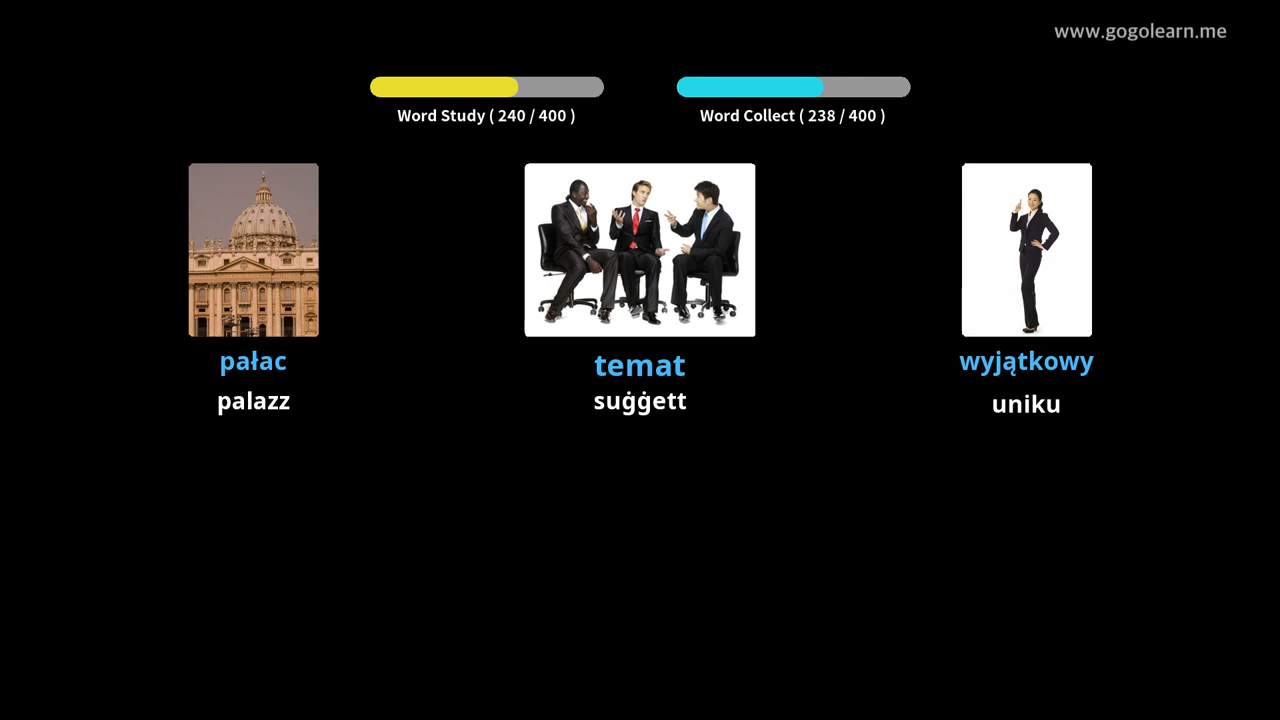 www.gogolearn.me
Word Study ( 240 / 400 )
Word Collect ( 238 / 400 )
pałac
palazz
temat
suġġett
wyjątkowy
uniku